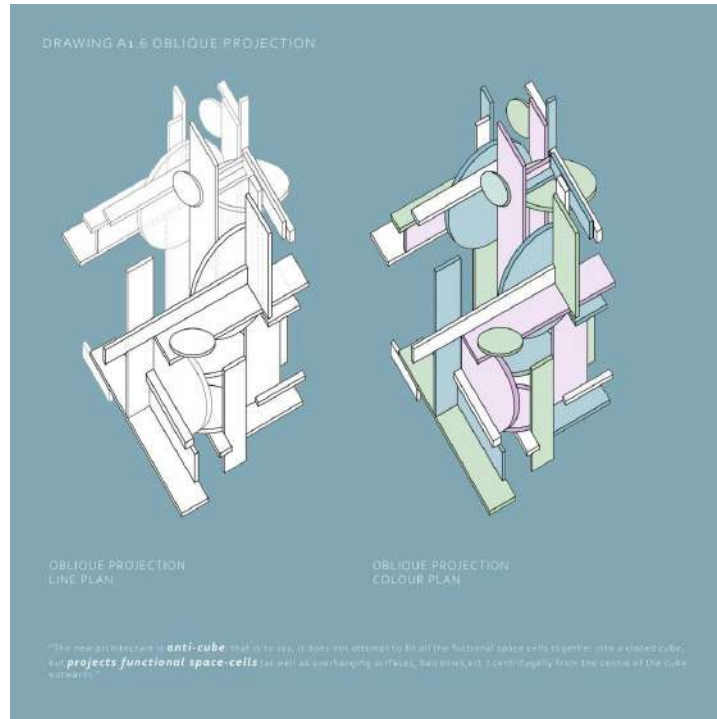 DRAWING A1.6 OBLIQUE PROJECTION
OBLIQUE PROJECTION
LINE PLAN
OBLIQUE PROJECTION
COLOUR PLAN
"The new architecture is anti-cube, that is to say, it does not attempt to fit all the fuctional space cells together into a closed cube,
but projects functional space-cells (as well as overhanging surfaces, balconies, ect.) centrifugally from the centre of the cube
outwards."